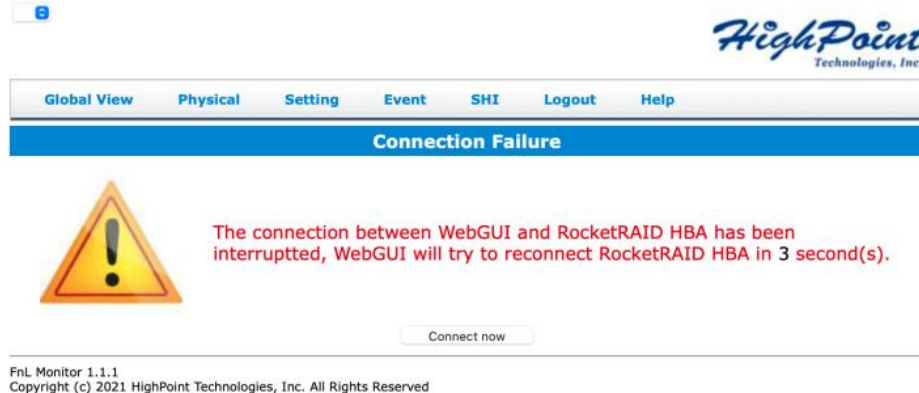 HighPoint
Technologies, Inc
Global View Physical Setting Event SHI Logout Help
Connection Failure
The connection between WebGUI and RocketRAID HBA has been
interruptted, WebGUI will try to reconnect RocketRAID HBA in 3 second(s).
Connect now
FnL Monitor 1.1.1
Copyright (c) 2021 HighPoint Technologies, Inc. All Rights Reserved